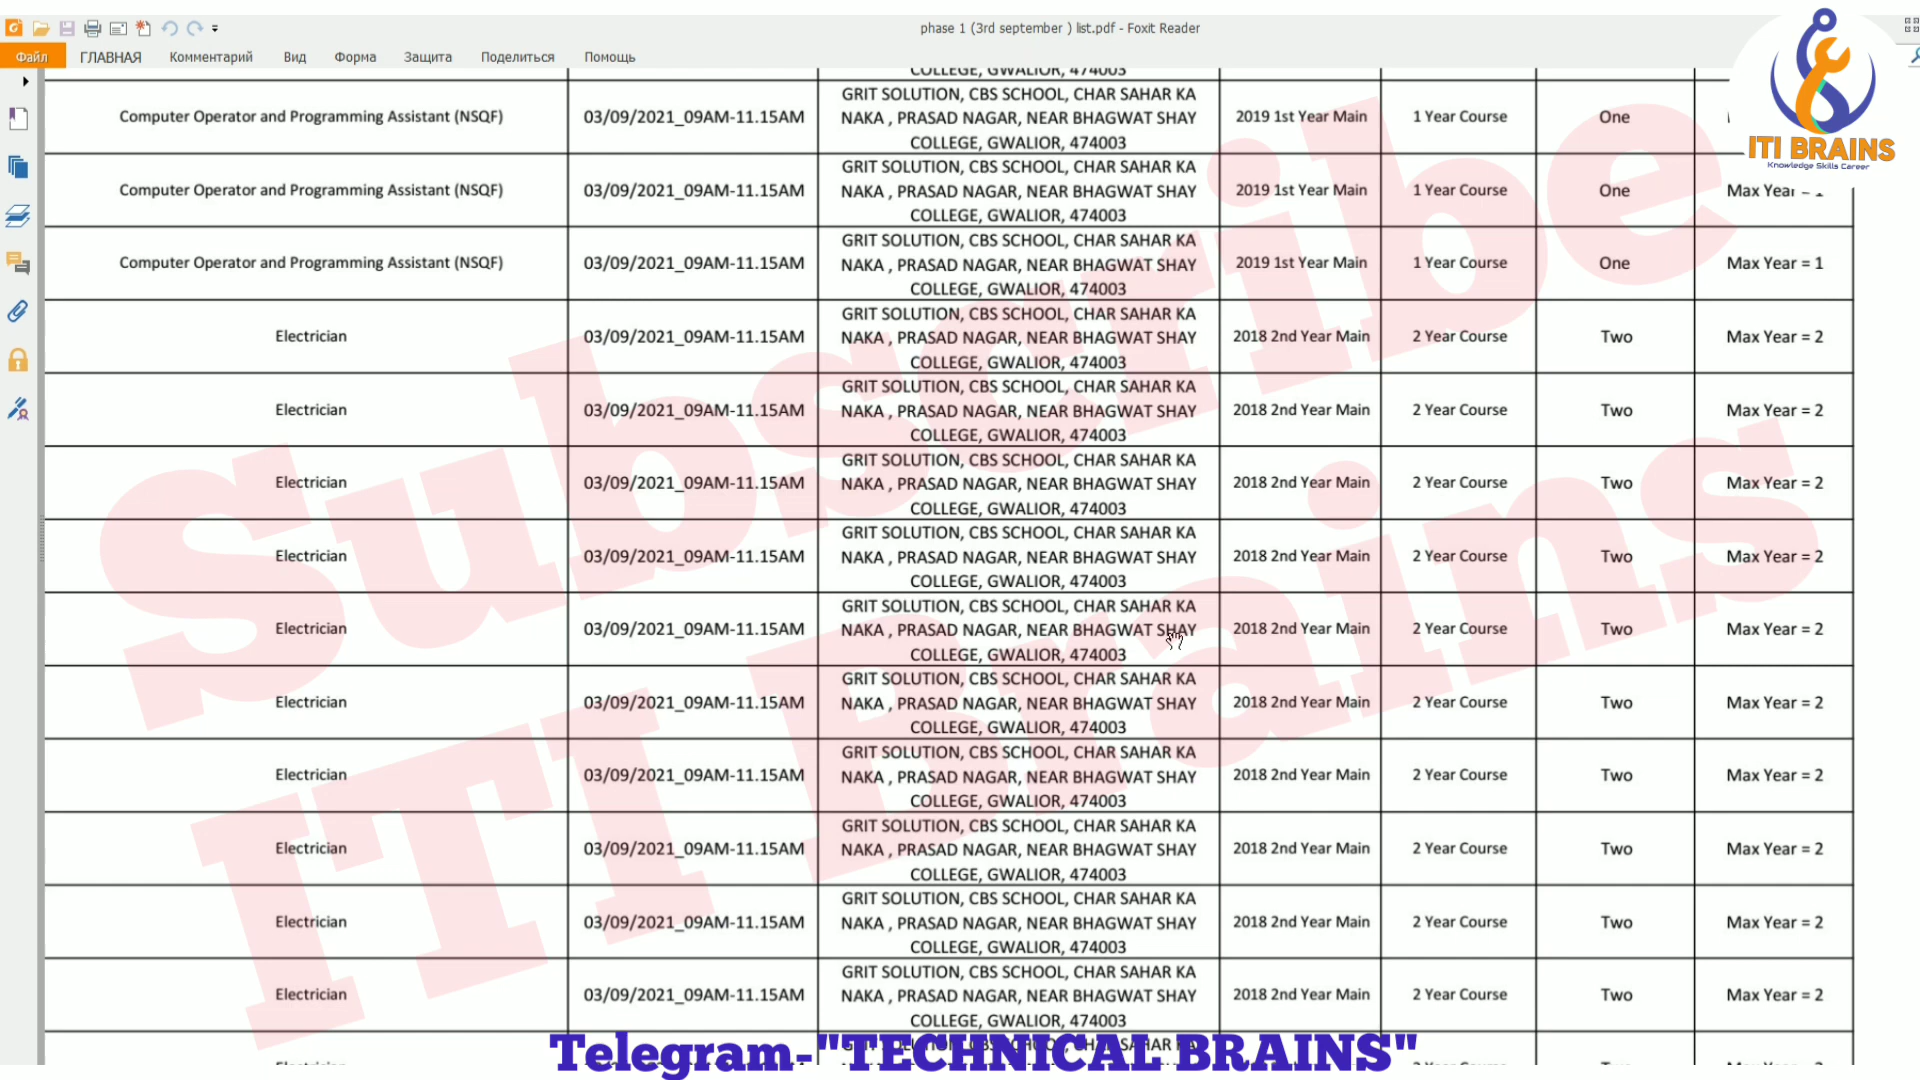 phase 1 (3rd september ) list.pdf - Foxit Reader
Файл ГЛАВНАЯ Комментарий Вид Форма Защита Поделиться Помощь
ITI BRAINS
Knowledge Skills Career
COLLEGE, GWALIOR, 474003
GRIT SOLUTION, CBS SCHOOL, CHAR SAHAR KA
Computer Operator and Programming Assistant (NSQF) 03/09/2021_09AM-11.15AM NAKA , PRASAD NAGAR, NEAR BHAGWAT SHAY 2019 1st Year Main 1 Year Course One
COLLEGE, GWALIOR, 474003
GRIT SOLUTION, CBS SCHOOL, CHAR SAHAR KA
Computer Operator and Programming Assistant (NSQF) 03/09/2021_09AM-11.15AM NAKA , PRASAD NAGAR, NEAR BHAGWAT SHAY 2019 1st Year Main 1 Year Course One Max Year = 1
COLLEGE, GWALIOR, 474003
GRIT SOLUTION, CBS SCHOOL, CHAR SAHAR KA
Computer Operator and Programming Assistant (NSQF) 03/09/2021_09AM-11.15AM NAKA , PRASAD NAGAR, NEAR BHAGWAT SHAY 2019 1st Year Main 1 Year Course One Max Year = 1
COLLEGE, GWALIOR, 474003
GRIT SOLUTION, CBS SCHOOL, CHAR SAHAR KA
Electrician 03/09/2021_09AM-11.15AM NAKA , PRASAD NAGAR, NEAR BHAGWAT SHAY 2018 2nd Year Main 2 Year Course Two Max Year = 2
COLLEGE, GWALIOR, 474003
GRIT SOLUTION, CBS SCHOOL, CHAR SAHAR KA
Electrician 03/09/2021_09AM-11.15AM NAKA , PRASAD NAGAR, NEAR BHAGWAT SHAY 2018 2nd Year Main 2 Year Course Two Max Year = 2
COLLEGE, GWALIOR, 474003
GRIT SOLUTION, CBS SCHOOL, CHAR SAHAR KA
Electrician 03/09/2021_09AM-11.15AM NAKA , PRASAD NAGAR, NEAR BHAGWAT SHAY 2018 2nd Year Main 2 Year Course Two Max Year = 2
COLLEGE, GWALIOR, 474003
GRIT SOLUTION, CBS SCHOOL, CHAR SAHAR KA
Electrician 03/09/2021_09AM-11.15AM NAKA , PRASAD NAGAR, NEAR BHAGWAT SHAY 2018 2nd Year Main 2 Year Course Two Max Year = 2
COLLEGE, GWALIOR, 474003
GRIT SOLUTION, CBS SCHOOL, CHAR SAHAR KA
Electrician 03/09/2021_09AM-11.15AM NAKA , PRASAD NAGAR, NEAR BHAGWAT SHAY 2018 2nd Year Main 2 Year Course Two Max Year = 2
COLLEGE, GWALIOR, 474003
GRIT SOLUTION, CBS SCHOOL, CHAR SAHAR KA
Electrician 03/09/2021_09AM-11.15AM NAKA , PRASAD NAGAR, NEAR BHAGWAT SHAY 2018 2nd Year Main 2 Year Course Two Max Year = 2
COLLEGE, GWALIOR, 474003
GRIT SOLUTION, CBS SCHOOL, CHAR SAHAR KA
Electrician 03/09/2021_09AM-11.15AM NAKA , PRASAD NAGAR, NEAR BHAGWAT SHAY 2018 2nd Year Main 2 Year Course Two Max Year = 2
COLLEGE, GWALIOR, 474003
GRIT SOLUTION, CBS SCHOOL, CHAR SAHAR KA
Electrician 03/09/2021_09AM-11.15AM NAKA , PRASAD NAGAR, NEAR BHAGWAT SHAY 2018 2nd Year Main 2 Year Course Two Max Year = 2
COLLEGE, GWALIOR, 474003
GRIT SOLUTION, CBS SCHOOL, CHAR SAHAR KA
Electrician 03/09/2021_09AM-11.15AM NAKA , PRASAD NAGAR, NEAR BHAGWAT SHAY 2018 2nd Year Main 2 Year Course Two Max Year = 2
COLLEGE, GWALIOR, 474003
GRIT SOLUTION, CBS SCHOOL, CHAR SAHAR KA
Electrician 03/09/2021_09AM-11.15AM NAKA , PRASAD NAGAR, NEAR BHAGWAT SHAY 2018 2nd Year Main 2 Year Course Two Max Year = 2
COLLEGE, GWALIOR, 474003
Subscribe
ITI Brains
Telegram-"TECHNICAL BRAINS"